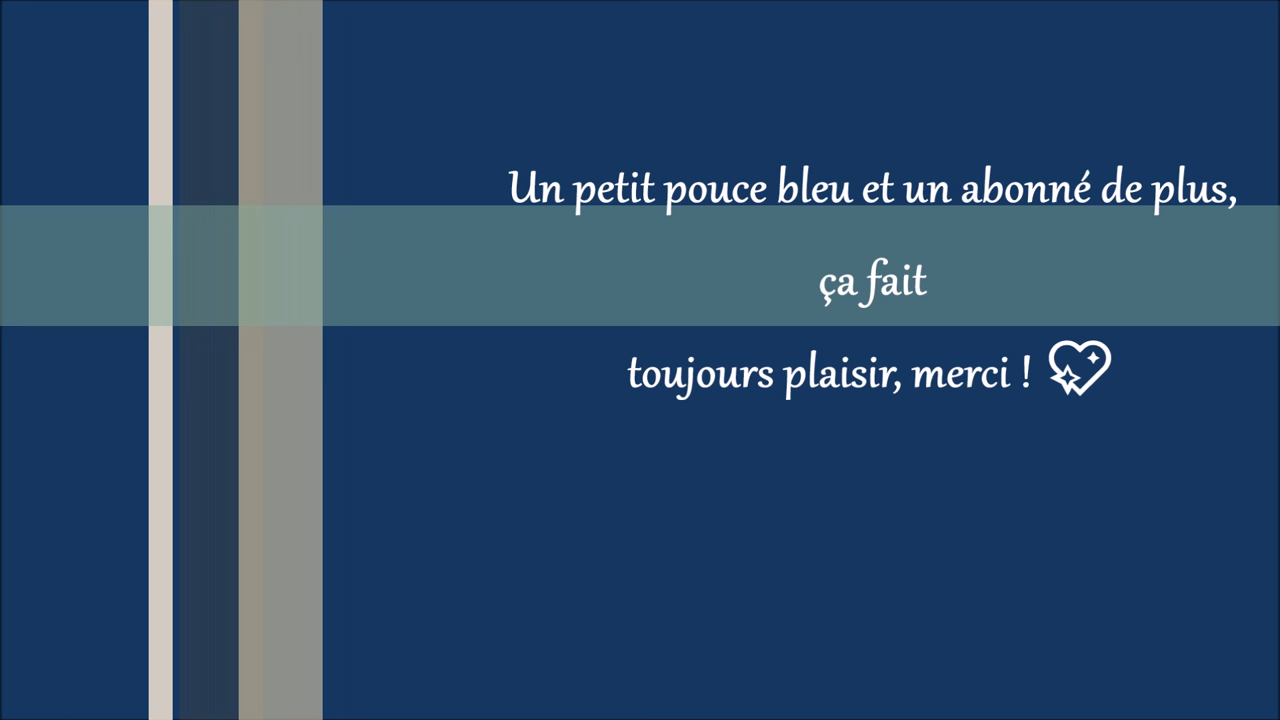 Un petit pouce bleu et un abonné de plus,
ça fait
toujours plaisir, merci ! 💖